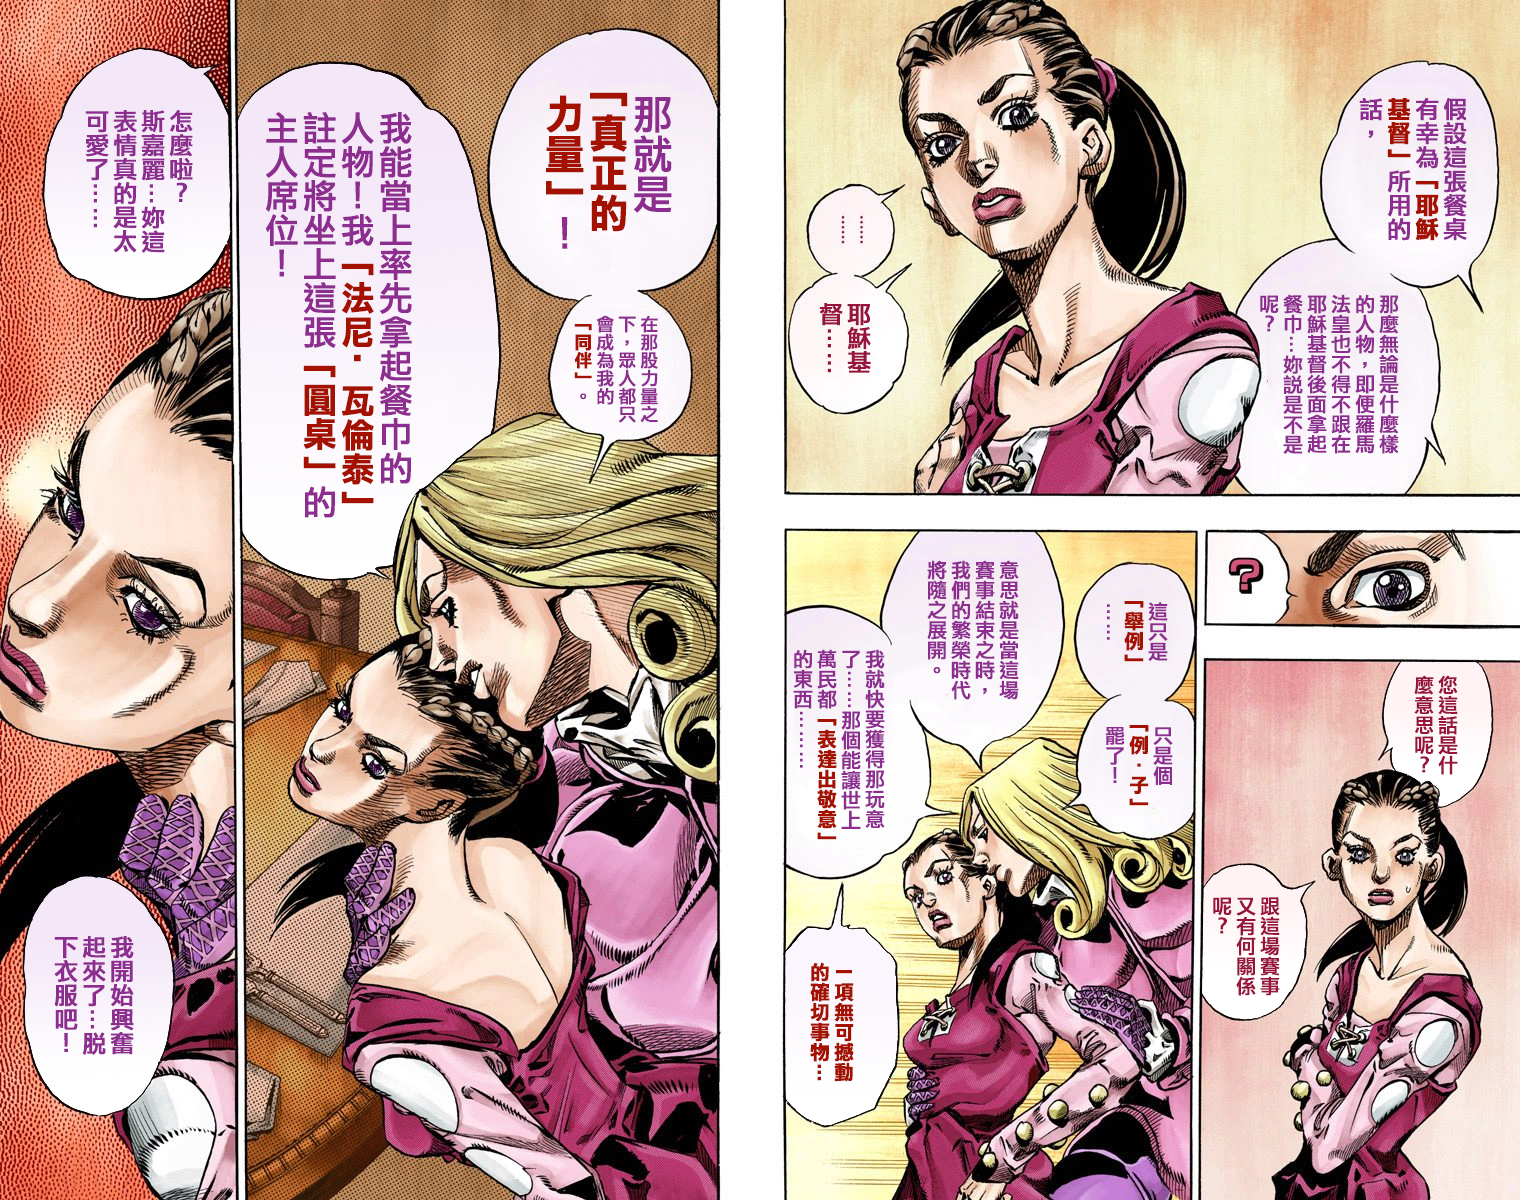 假設這張餐桌
有幸為「耶穌
基督」所用的
話，
那麼無論是什麼樣
的人物，即便羅馬
法皇也不得不跟在
耶穌基督後面拿起
餐巾…妳説是不是
呢？
……
耶穌基
督……
？
您這話是什
麼意思呢？
跟這場賽事
又有何關係
呢？
這只是
「舉例」
……
只是個
「例·子」
罷了！
意思就是當這場
賽事結束之時，
我們的繁榮時代
將隨之展開。
我就快要獲得那玩意
了……那個能讓世上
萬民都「表達出敬意」
的東西………
一項無可撼動
的確切事物…
那就是
「真正的
力量」！
在那股力量之
下，眾人都只
會成為我的
「同伴」。
我能當上率先拿起餐巾的
人物！我「法尼·瓦倫泰」
註定將坐上這張「圓桌」的
主人席位！
怎麼啦？
斯嘉麗…妳這
表情真的是太
可愛了……
我開始興奮
起來了…脱
下衣服吧！